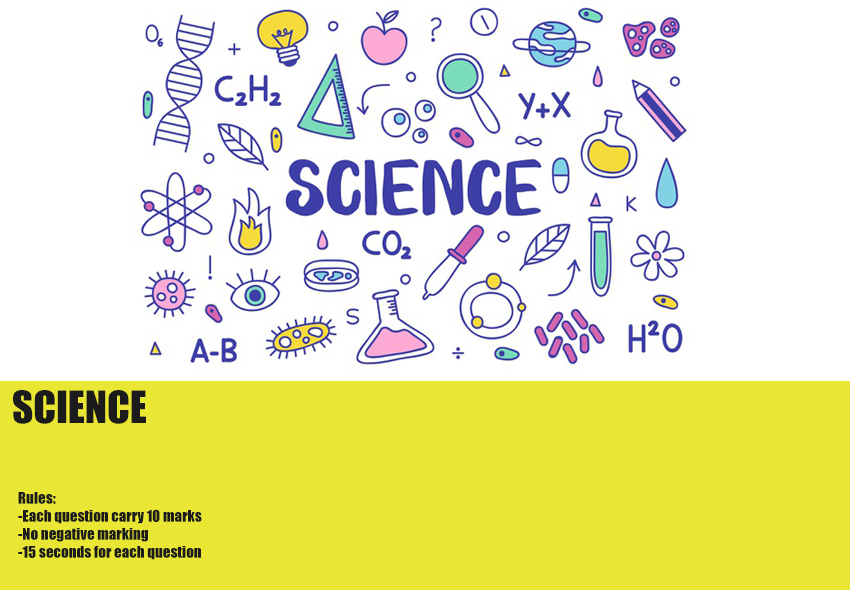 O₆
+
?
C₂H₂
Y+X
∞
SCIENCE
K
CO₂
!
S
A-B
÷
H²O
SCIENCE
Rules:
-Each question carry 10 marks
-No negative marking
-15 seconds for each question